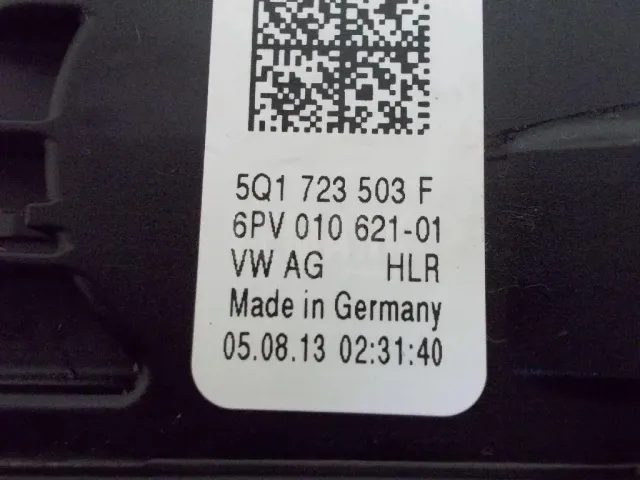 5Q1 723 503 F
6PV 010 621-01
VW AG HLR
Made in Germany
05.08.13 02:31:40